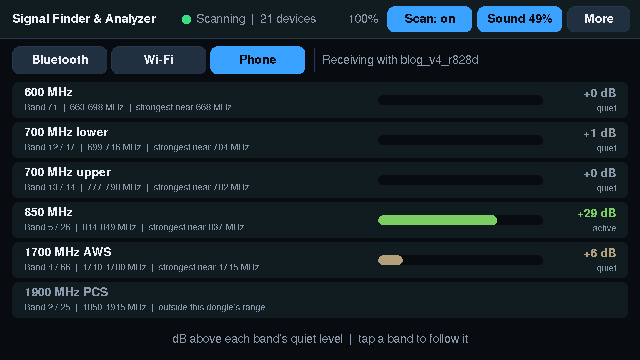 Signal Finder & Analyzer
Scanning | 21 devices
100%
Scan: on
Sound 49%
More
Bluetooth
Wi-Fi
Phone
Receiving with blog_v4_r828d
600 MHz
Band 71 | 663-698 MHz | strongest near 668 MHz
+0 dB
quiet
700 MHz lower
Band 12 / 17 | 699-716 MHz | strongest near 704 MHz
+1 dB
quiet
700 MHz upper
Band 13 / 14 | 777-798 MHz | strongest near 782 MHz
+0 dB
quiet
850 MHz
Band 5 / 26 | 814-849 MHz | strongest near 837 MHz
+29 dB
active
1700 MHz AWS
Band 4 / 66 | 1710-1780 MHz | strongest near 1715 MHz
+6 dB
quiet
1900 MHz PCS
Band 2 / 25 | 1850-1915 MHz | outside this dongle's range
dB above each band's quiet level | tap a band to follow it